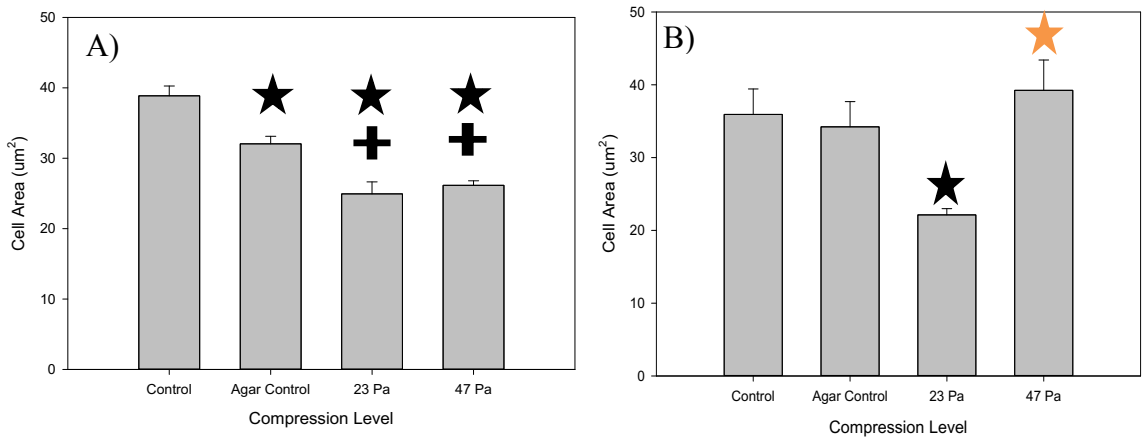 A)
50
40
30
20
10
0
Cell Area (um²)
Control
Agar Control
23 Pa
47 Pa
Compression Level
B)
50
40
30
20
10
0
Cell Area (um²)
Control
Agar Control
23 Pa
47 Pa
Compression Level